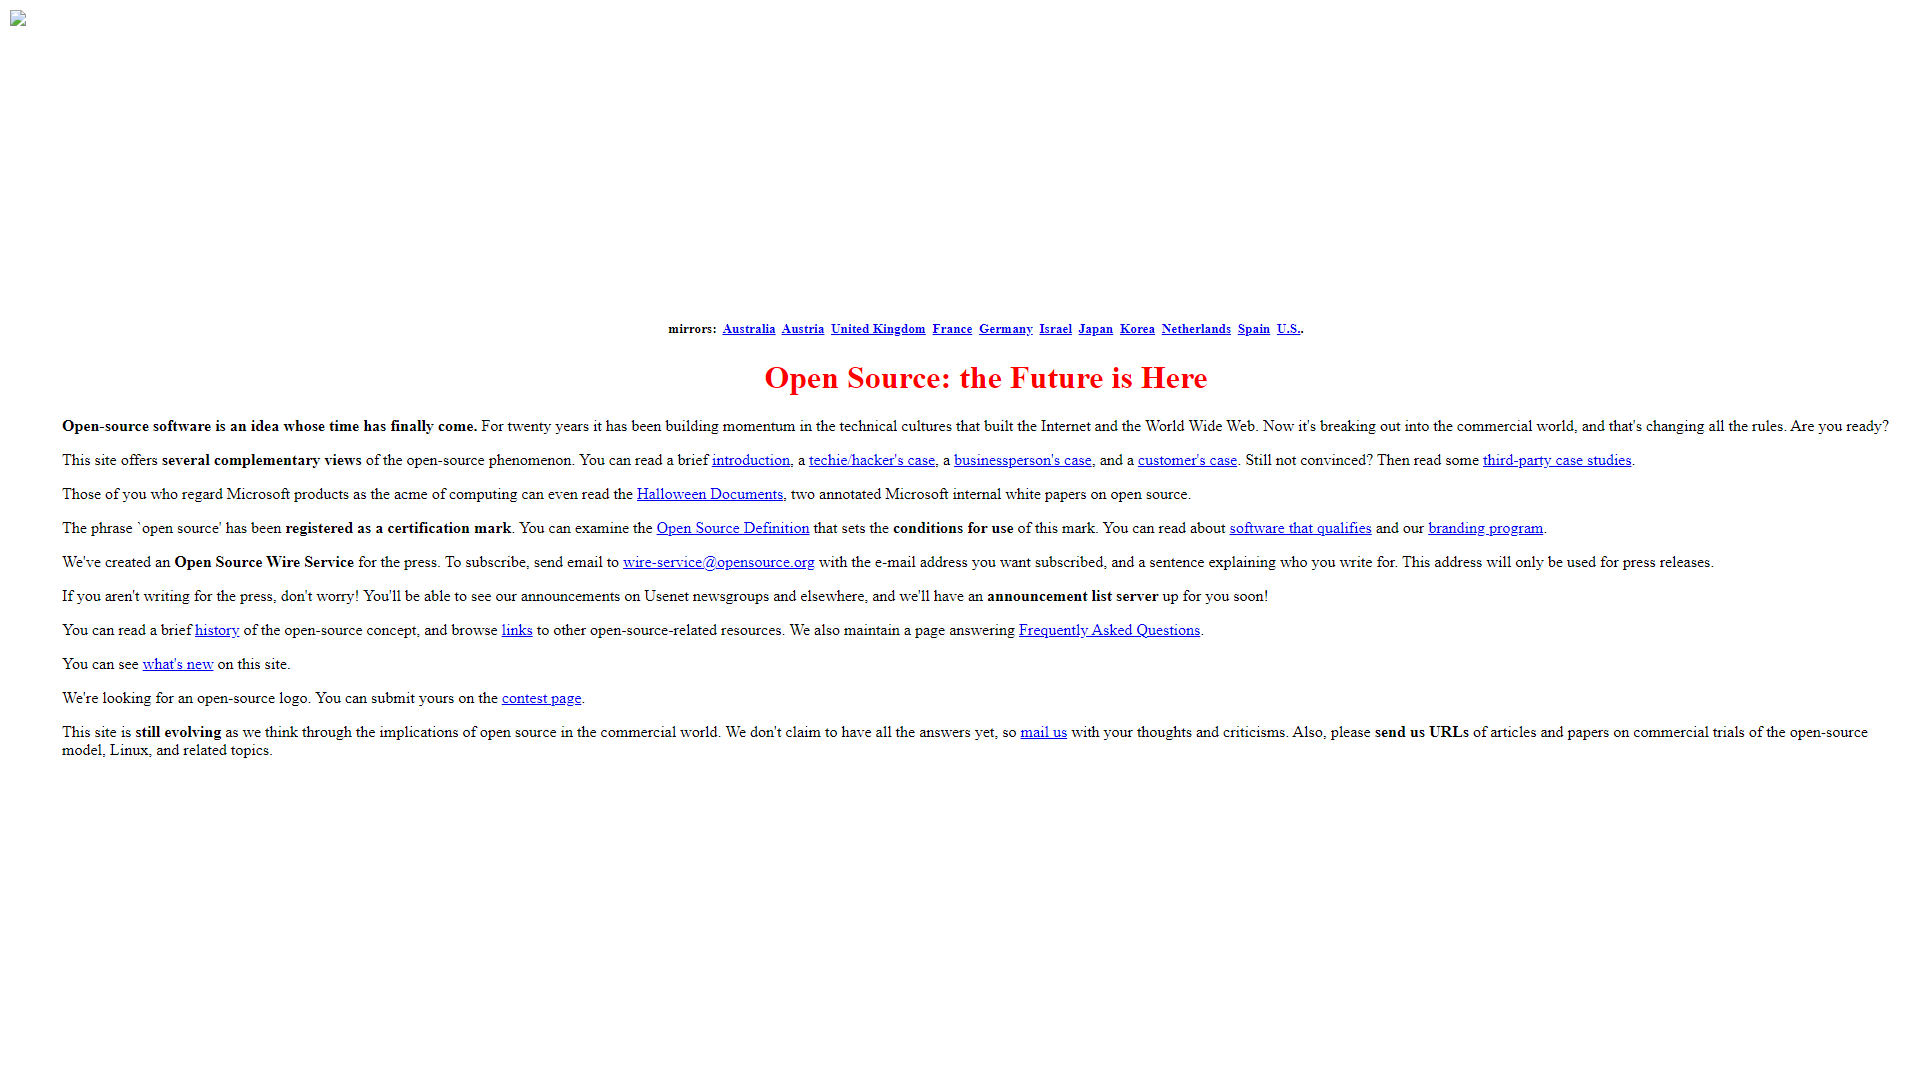 mirrors: Australia Austria United Kingdom France Germany Israel Japan Korea Netherlands Spain U.S..
Open Source: the Future is Here
Open-source software is an idea whose time has finally come. For twenty years it has been building momentum in the technical cultures that built the Internet and the World Wide Web. Now it's breaking out into the commercial world, and that's changing all the rules. Are you ready?
This site offers several complementary views of the open-source phenomenon. You can read a brief introduction, a techie/hacker's case, a businessperson's case, and a customer's case. Still not convinced? Then read some third-party case studies.
Those of you who regard Microsoft products as the acme of computing can even read the Halloween Documents, two annotated Microsoft internal white papers on open source.
The phrase `open source' has been registered as a certification mark. You can examine the Open Source Definition that sets the conditions for use of this mark. You can read about software that qualifies and our branding program.
We've created an Open Source Wire Service for the press. To subscribe, send email to wire-service@opensource.org with the e-mail address you want subscribed, and a sentence explaining who you write for. This address will only be used for press releases.
If you aren't writing for the press, don't worry! You'll be able to see our announcements on Usenet newsgroups and elsewhere, and we'll have an announcement list server up for you soon!
You can read a brief history of the open-source concept, and browse links to other open-source-related resources. We also maintain a page answering Frequently Asked Questions.
You can see what's new on this site.
We're looking for an open-source logo. You can submit yours on the contest page.
This site is still evolving as we think through the implications of open source in the commercial world. We don't claim to have all the answers yet, so mail us with your thoughts and criticisms. Also, please send us URLs of articles and papers on commercial trials of the open-source
model, Linux, and related topics.